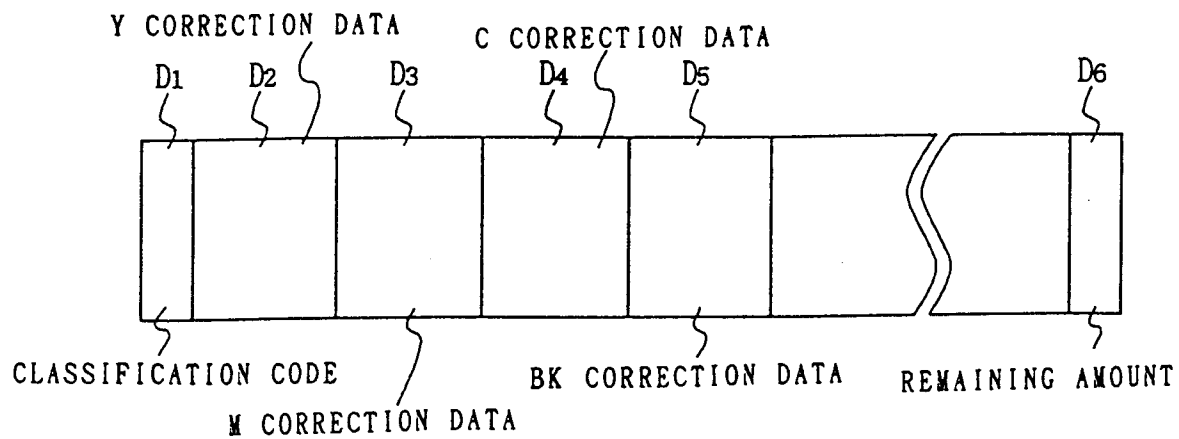 Y CORRECTION DATA
C CORRECTION DATA
D1 D2 D3 D4 D5 D6
CLASSIFICATION CODE
BK CORRECTION DATA
REMAINING AMOUNT
M CORRECTION DATA